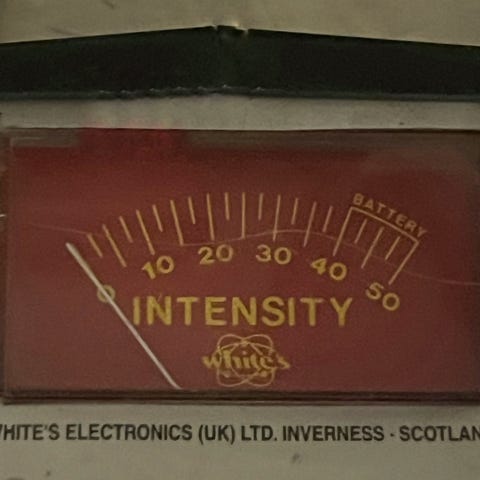 BATTERY
0 10 20 30 40 50
INTENSITY
White's
WHITE'S ELECTRONICS (UK) LTD. INVERNESS - SCOTLAN